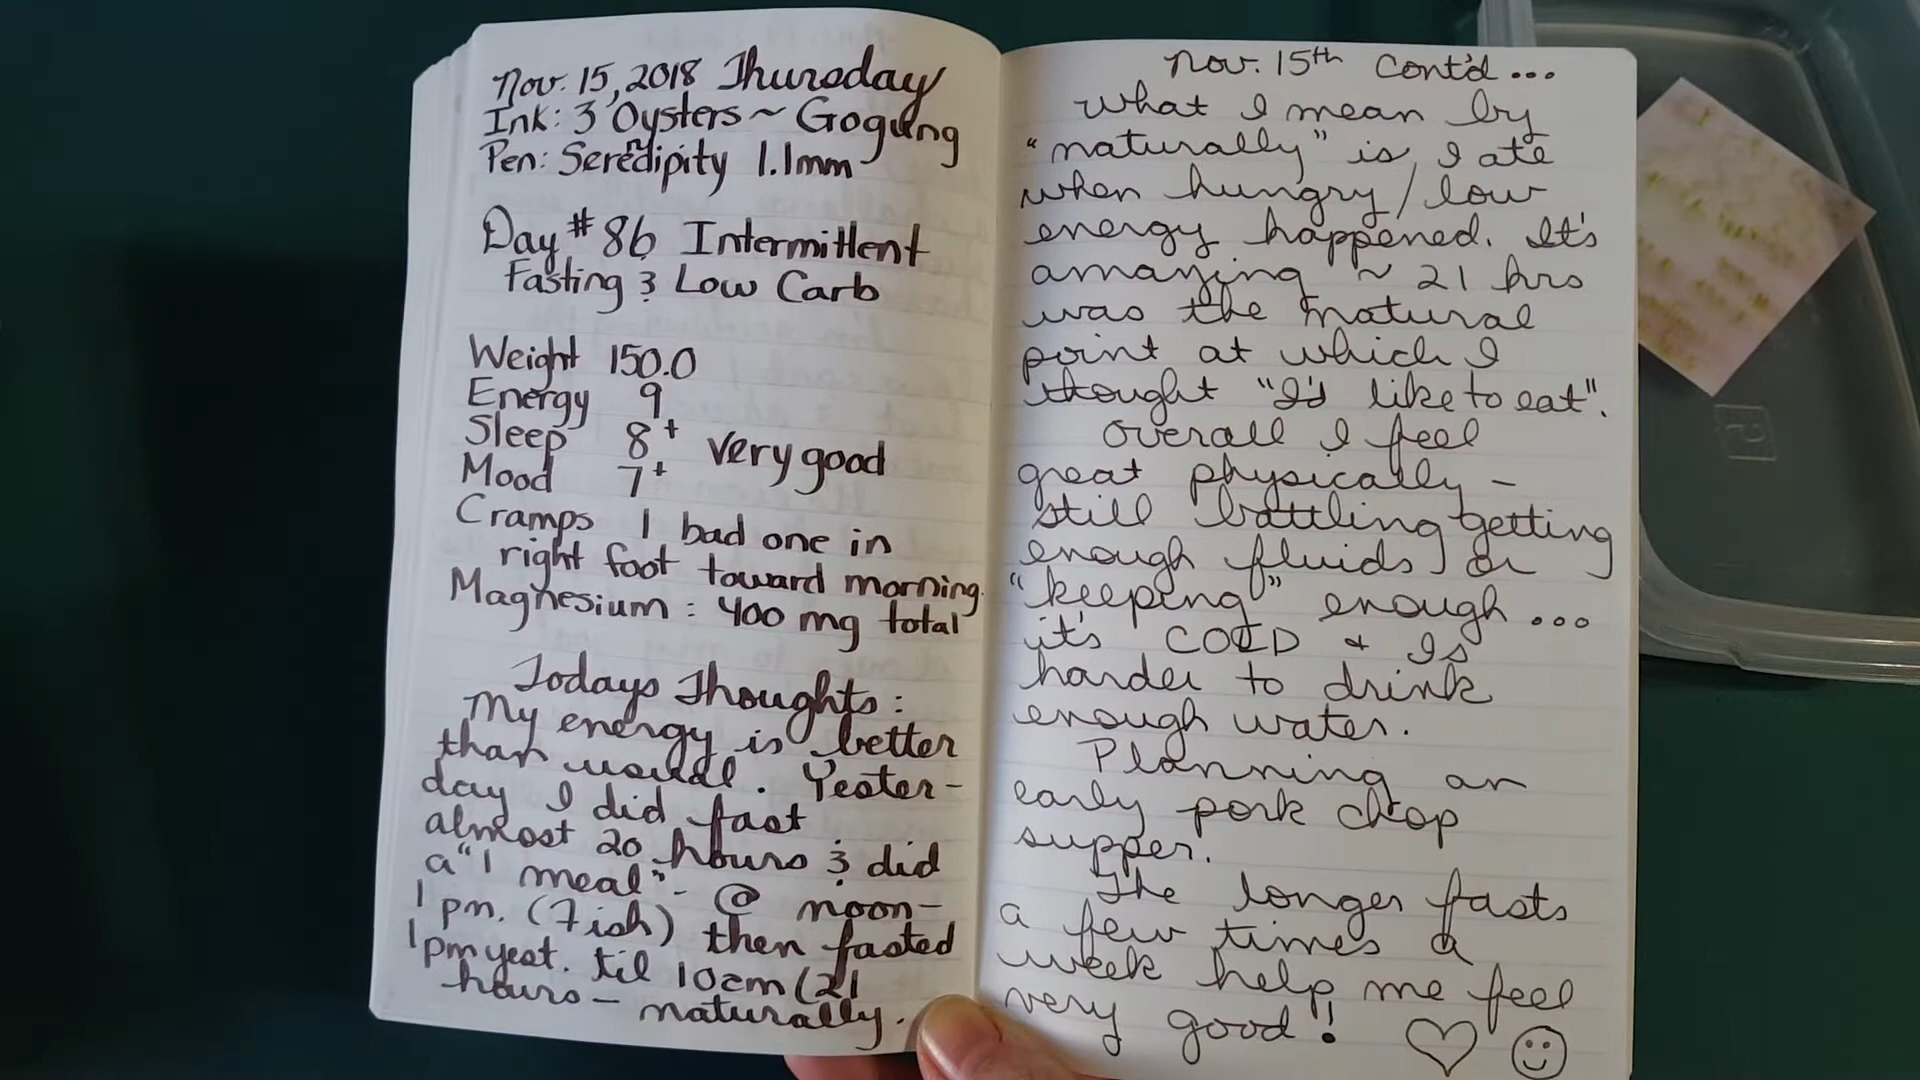 Nov. 15, 2018 Thursday
Ink: 3 Oysters ~ Gogung
Pen: Serendipity 1.1mm
Day # 86 Intermittent
Fasting & Low Carb
Weight 150.0
Energy 9
Sleep 8+ very good
Mood 7+
Cramps 1 bad one in
right foot toward morning.
Magnesium : 400 mg total
Todays Thoughts :
My energy is better
than usual. Yester-
day I did fast
almost 20 hours & did
a "1 meal" - @ noon -
1 pm. (7ish) then fasted
1pm yest. til 10am (21
hours - naturally.
Nov. 15th Cont'd ...
What I mean by
"naturally" is, I ate
when hungry / low
energy happened. It's
amazing ~ 21 hrs
was the natural
point at which I
thought "I'd like to eat".
Overall I feel
great physically -
still battling getting
enough fluids, or
"keeping" enough ...
it's COLD & Is
harder to drink
enough water.
Planning an
early pork chop
supper.
The longer fasts
a few times a
week help me feel
very good!